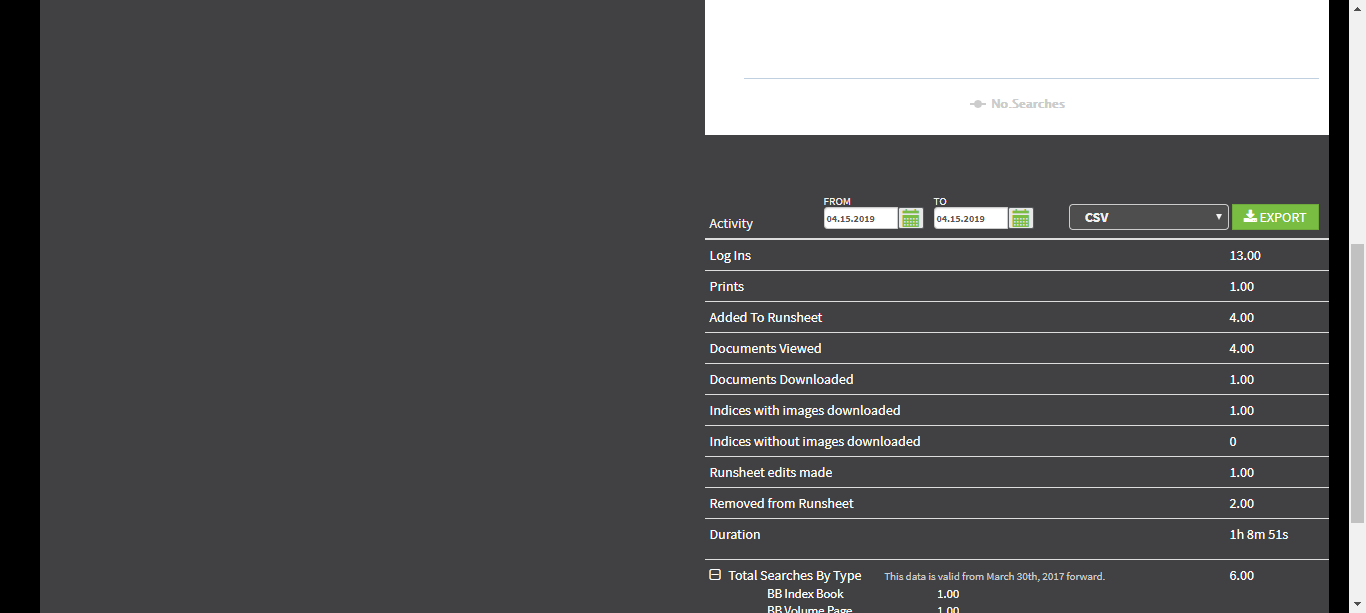 No.Searches
FROM TO
04.15.2019 04.15.2019 CSV EXPORT
Activity
Log Ins 13.00
Prints 1.00
Added To Runsheet 4.00
Documents Viewed 4.00
Documents Downloaded 1.00
Indices with images downloaded 1.00
Indices without images downloaded 0
Runsheet edits made 1.00
Removed from Runsheet 2.00
Duration 1h 8m 51s
Total Searches By Type This data is valid from March 30th, 2017 forward. 6.00
BB Index Book 1.00
BB Volume Page 1.00